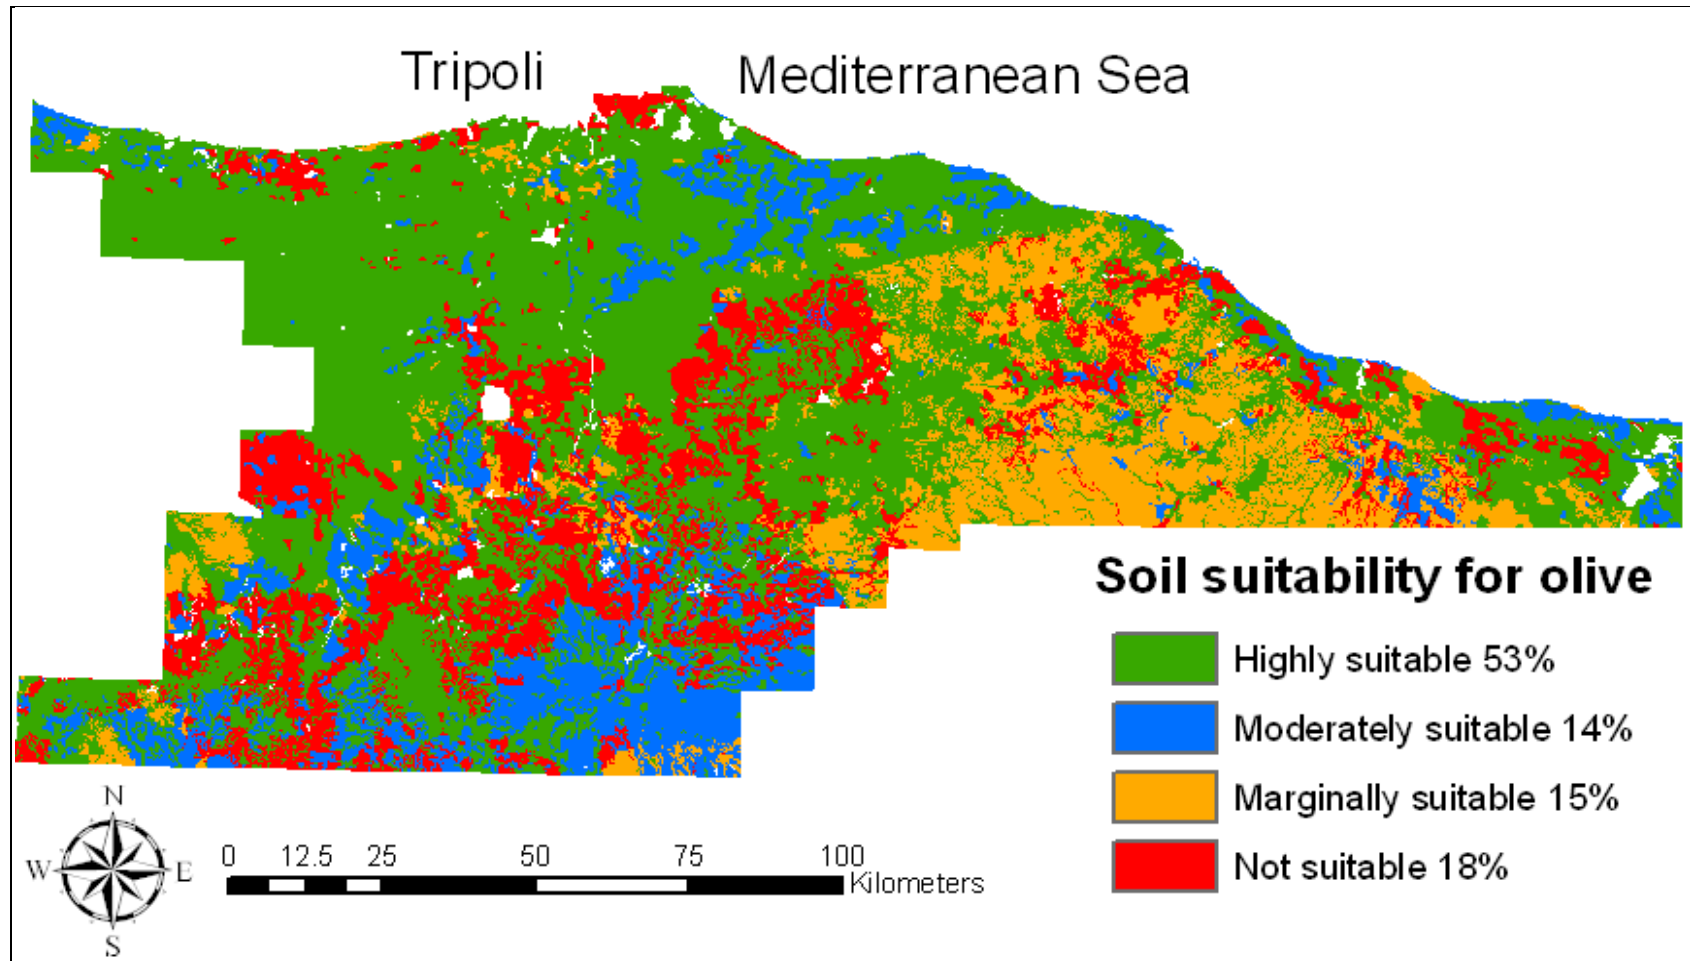 Tripoli
Mediterranean Sea
Soil suitability for olive
Highly suitable 53%
Moderately suitable 14%
Marginally suitable 15%
Not suitable 18%
N
W
E
S
0 12.5 25 50 75 100
Kilometers